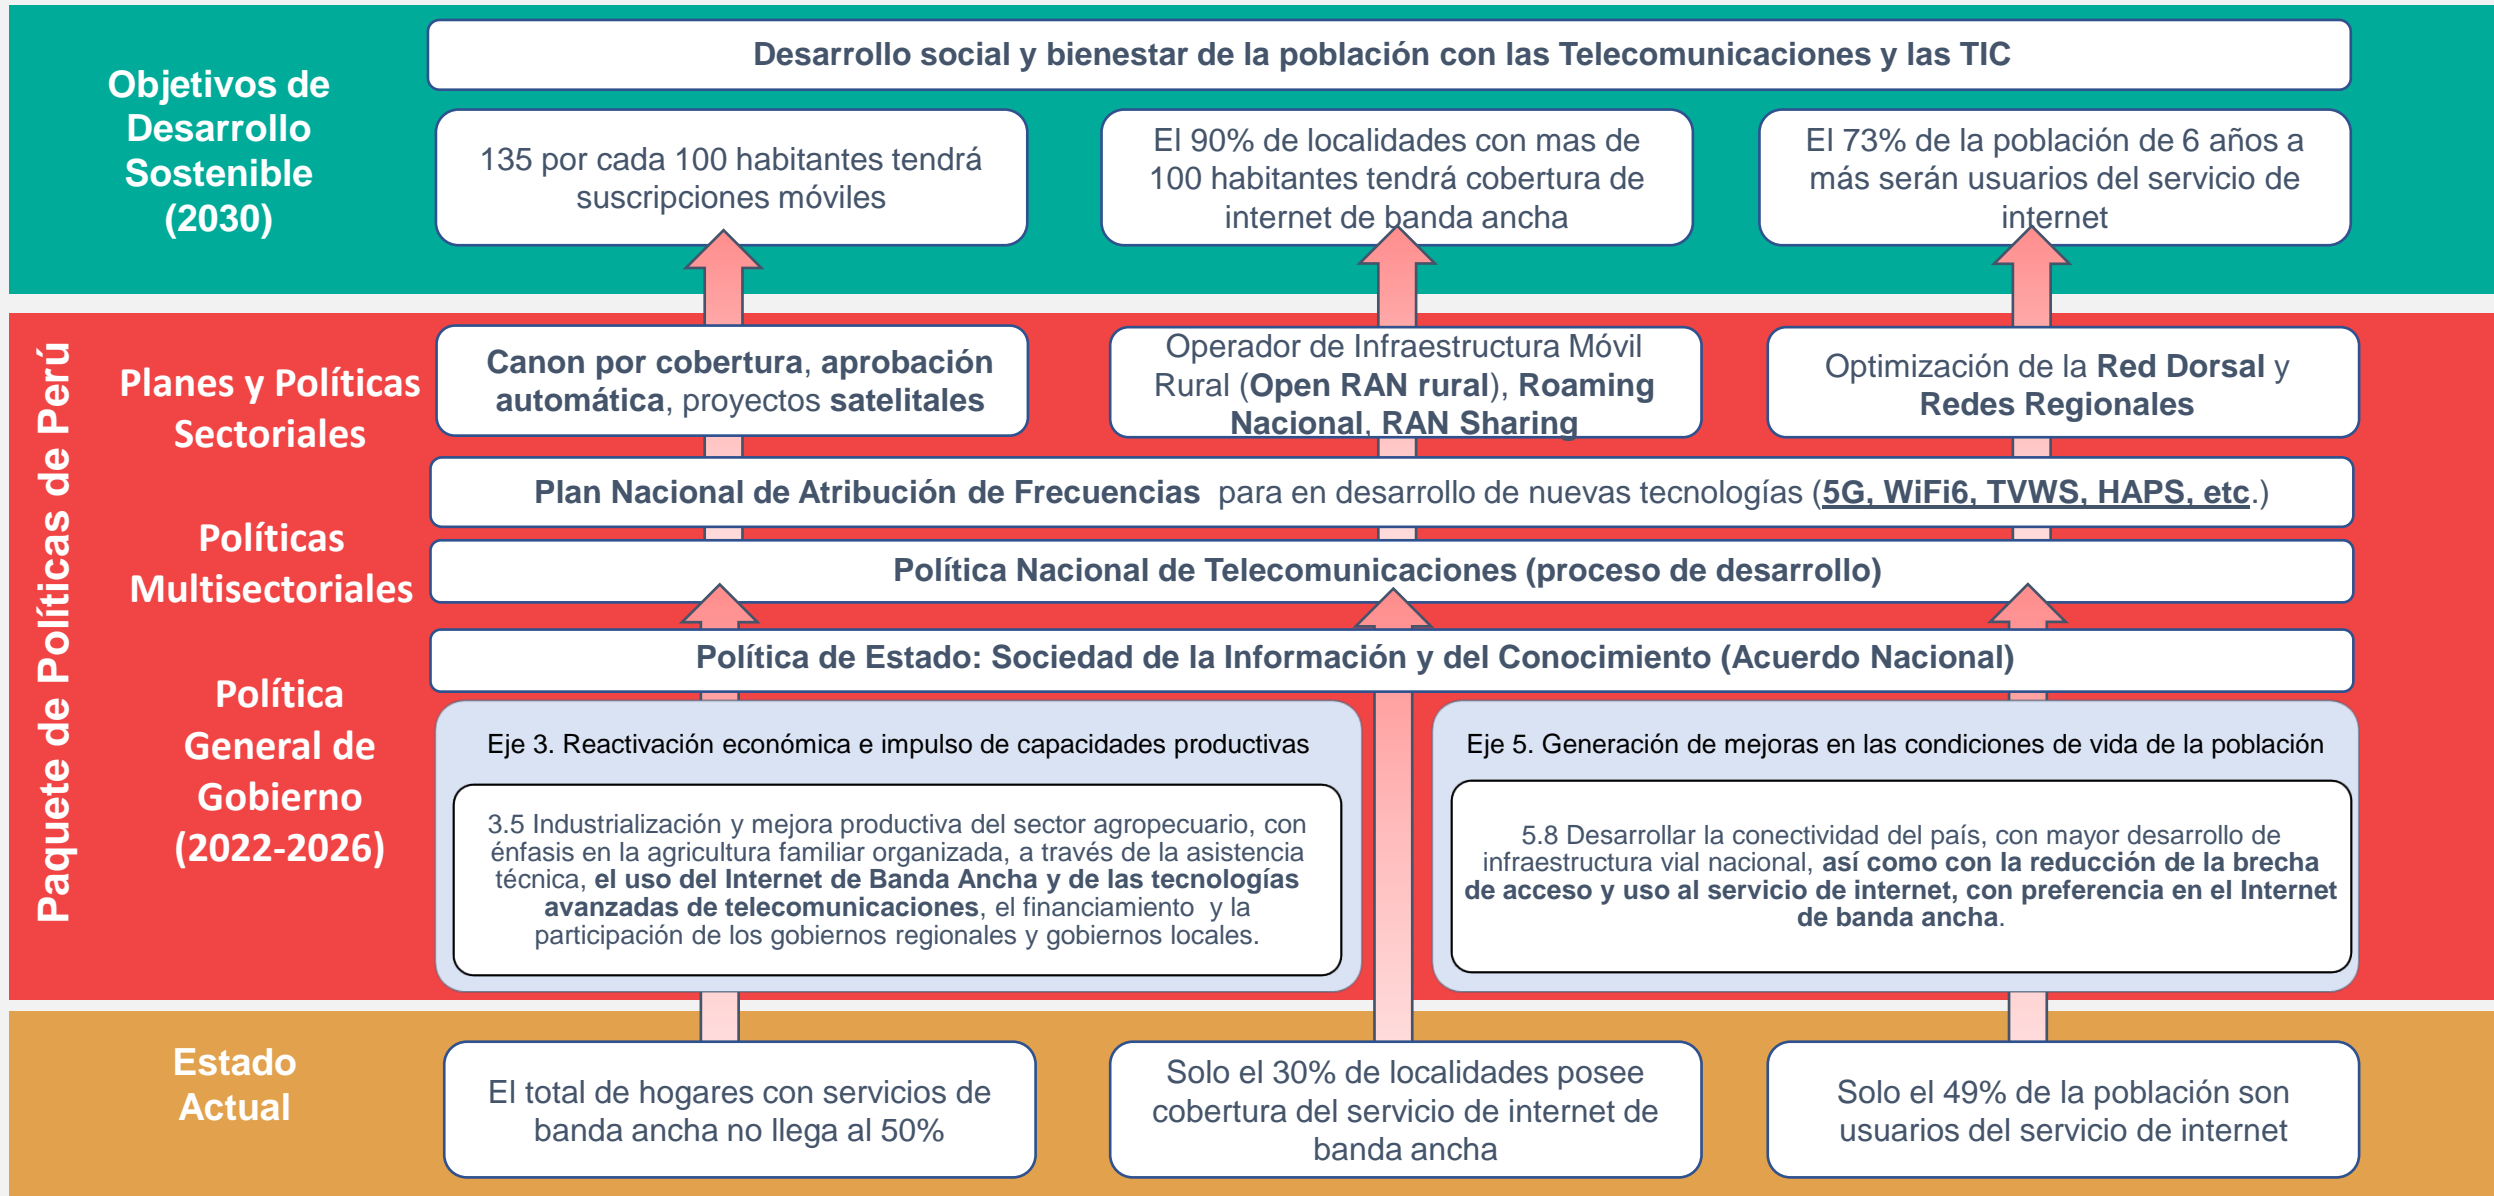 Objetivos de
Desarrollo
Sostenible
(2030)
Desarrollo social y bienestar de la población con las Telecomunicaciones y las TIC
135 por cada 100 habitantes tendrá
suscripciones móviles
El 90% de localidades con mas de
100 habitantes tendrá cobertura de
internet de banda ancha
El 73% de la población de 6 años a
más serán usuarios del servicio de
internet
Paquete de Políticas de Perú
Planes y Políticas
Sectoriales
Canon por cobertura, aprobación
automática, proyectos satelitales
Operador de Infraestructura Móvil
Rural (Open RAN rural), Roaming
Nacional, RAN Sharing
Optimización de la Red Dorsal y
Redes Regionales
Plan Nacional de Atribución de Frecuencias para en desarrollo de nuevas tecnologías (5G, WiFi6, TVWS, HAPS, etc.)
Políticas
Multisectoriales
Política Nacional de Telecomunicaciones (proceso de desarrollo)
Política de Estado: Sociedad de la Información y del Conocimiento (Acuerdo Nacional)
Política
General de
Gobierno
(2022-2026)
Eje 3. Reactivación económica e impulso de capacidades productivas
3.5 Industrialización y mejora productiva del sector agropecuario, con
énfasis en la agricultura familiar organizada, a través de la asistencia
técnica, el uso del Internet de Banda Ancha y de las tecnologías
avanzadas de telecomunicaciones, el financiamiento y la
participación de los gobiernos regionales y gobiernos locales.
Eje 5. Generación de mejoras en las condiciones de vida de la población
5.8 Desarrollar la conectividad del país, con mayor desarrollo de
infraestructura vial nacional, así como con la reducción de la brecha
de acceso y uso al servicio de internet, con preferencia en el Internet
de banda ancha.
Estado
Actual
El total de hogares con servicios de
banda ancha no llega al 50%
Solo el 30% de localidades posee
cobertura del servicio de internet de
banda ancha
Solo el 49% de la población son
usuarios del servicio de internet